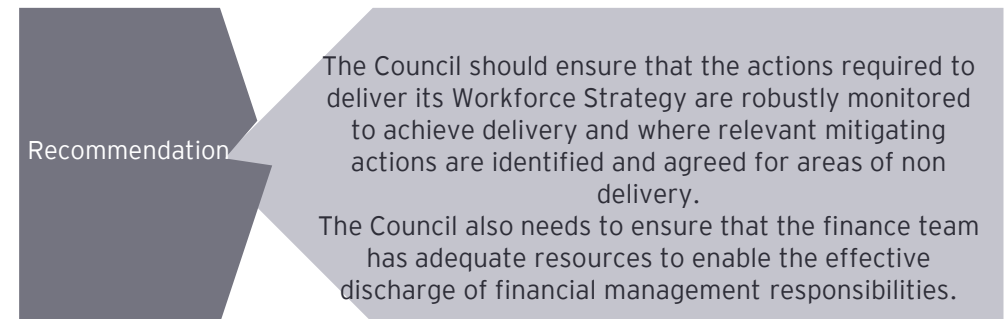 Recommendation
The Council should ensure that the actions required to
deliver its Workforce Strategy are robustly monitored
to achieve delivery and where relevant mitigating
actions are identified and agreed for areas of non
delivery.
The Council also needs to ensure that the finance team
has adequate resources to enable the effective
discharge of financial management responsibilities.